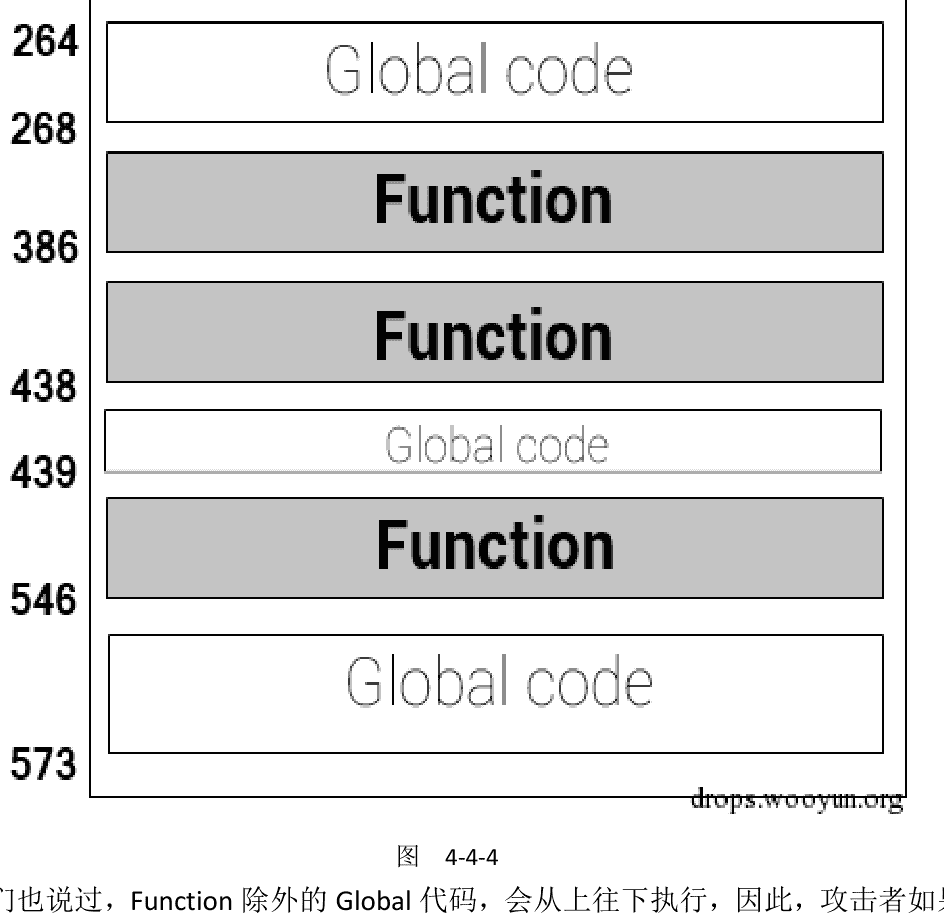 264
Global code
268
Function
386
Function
438
Global code
439
Function
546
Global code
573
drops.wooyun.org
图 4-4-4
们也说过，Function 除外的 Global 代码，会从上往下执行，因此，攻击者如